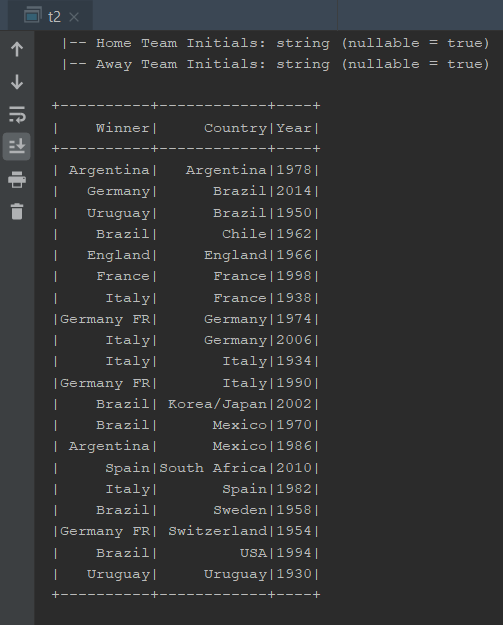 t2
|-- Home Team Initials: string (nullable = true)
|-- Away Team Initials: string (nullable = true)
+----------+------------+----+
|    Winner|     Country|Year|
+----------+------------+----+
| Argentina|   Argentina|1978|
|   Germany|      Brazil|2014|
|   Uruguay|      Brazil|1950|
|    Brazil|       Chile|1962|
|   England|     England|1966|
|    France|      France|1998|
|     Italy|      France|1938|
|Germany FR|     Germany|1974|
|     Italy|     Germany|2006|
|     Italy|       Italy|1934|
|Germany FR|       Italy|1990|
|    Brazil| Korea/Japan|2002|
|    Brazil|      Mexico|1970|
| Argentina|      Mexico|1986|
|     Spain|South Africa|2010|
|     Italy|       Spain|1982|
|    Brazil|      Sweden|1958|
|Germany FR| Switzerland|1954|
|    Brazil|         USA|1994|
|   Uruguay|     Uruguay|1930|
+----------+------------+----+